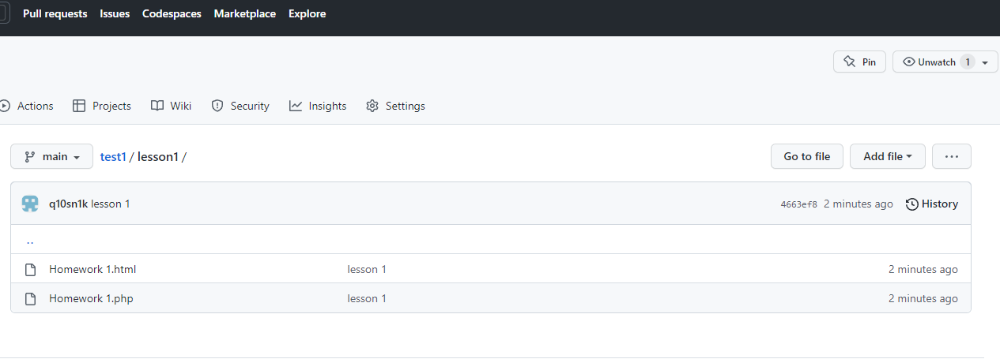 Pull requests Issues Codespaces Marketplace Explore
Pin Unwatch 1
Actions Projects Wiki Security Insights Settings
main test1 / lesson1 / Go to file Add file ...
q10sn1k lesson 1 4663ef8 2 minutes ago History
..
Homework 1.html lesson 1 2 minutes ago
Homework 1.php lesson 1 2 minutes ago